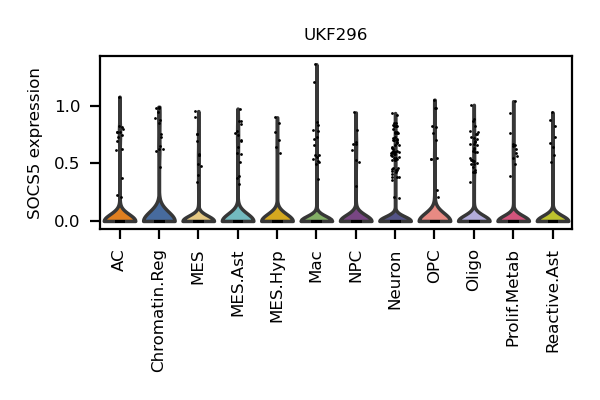 UKF296
SOCS5 expression
1.0
0.5
0.0
AC
Chromatin.Reg
MES
MES.Ast
MES.Hyp
Mac
NPC
Neuron
OPC
Oligo
Prolif.Metab
Reactive.Ast